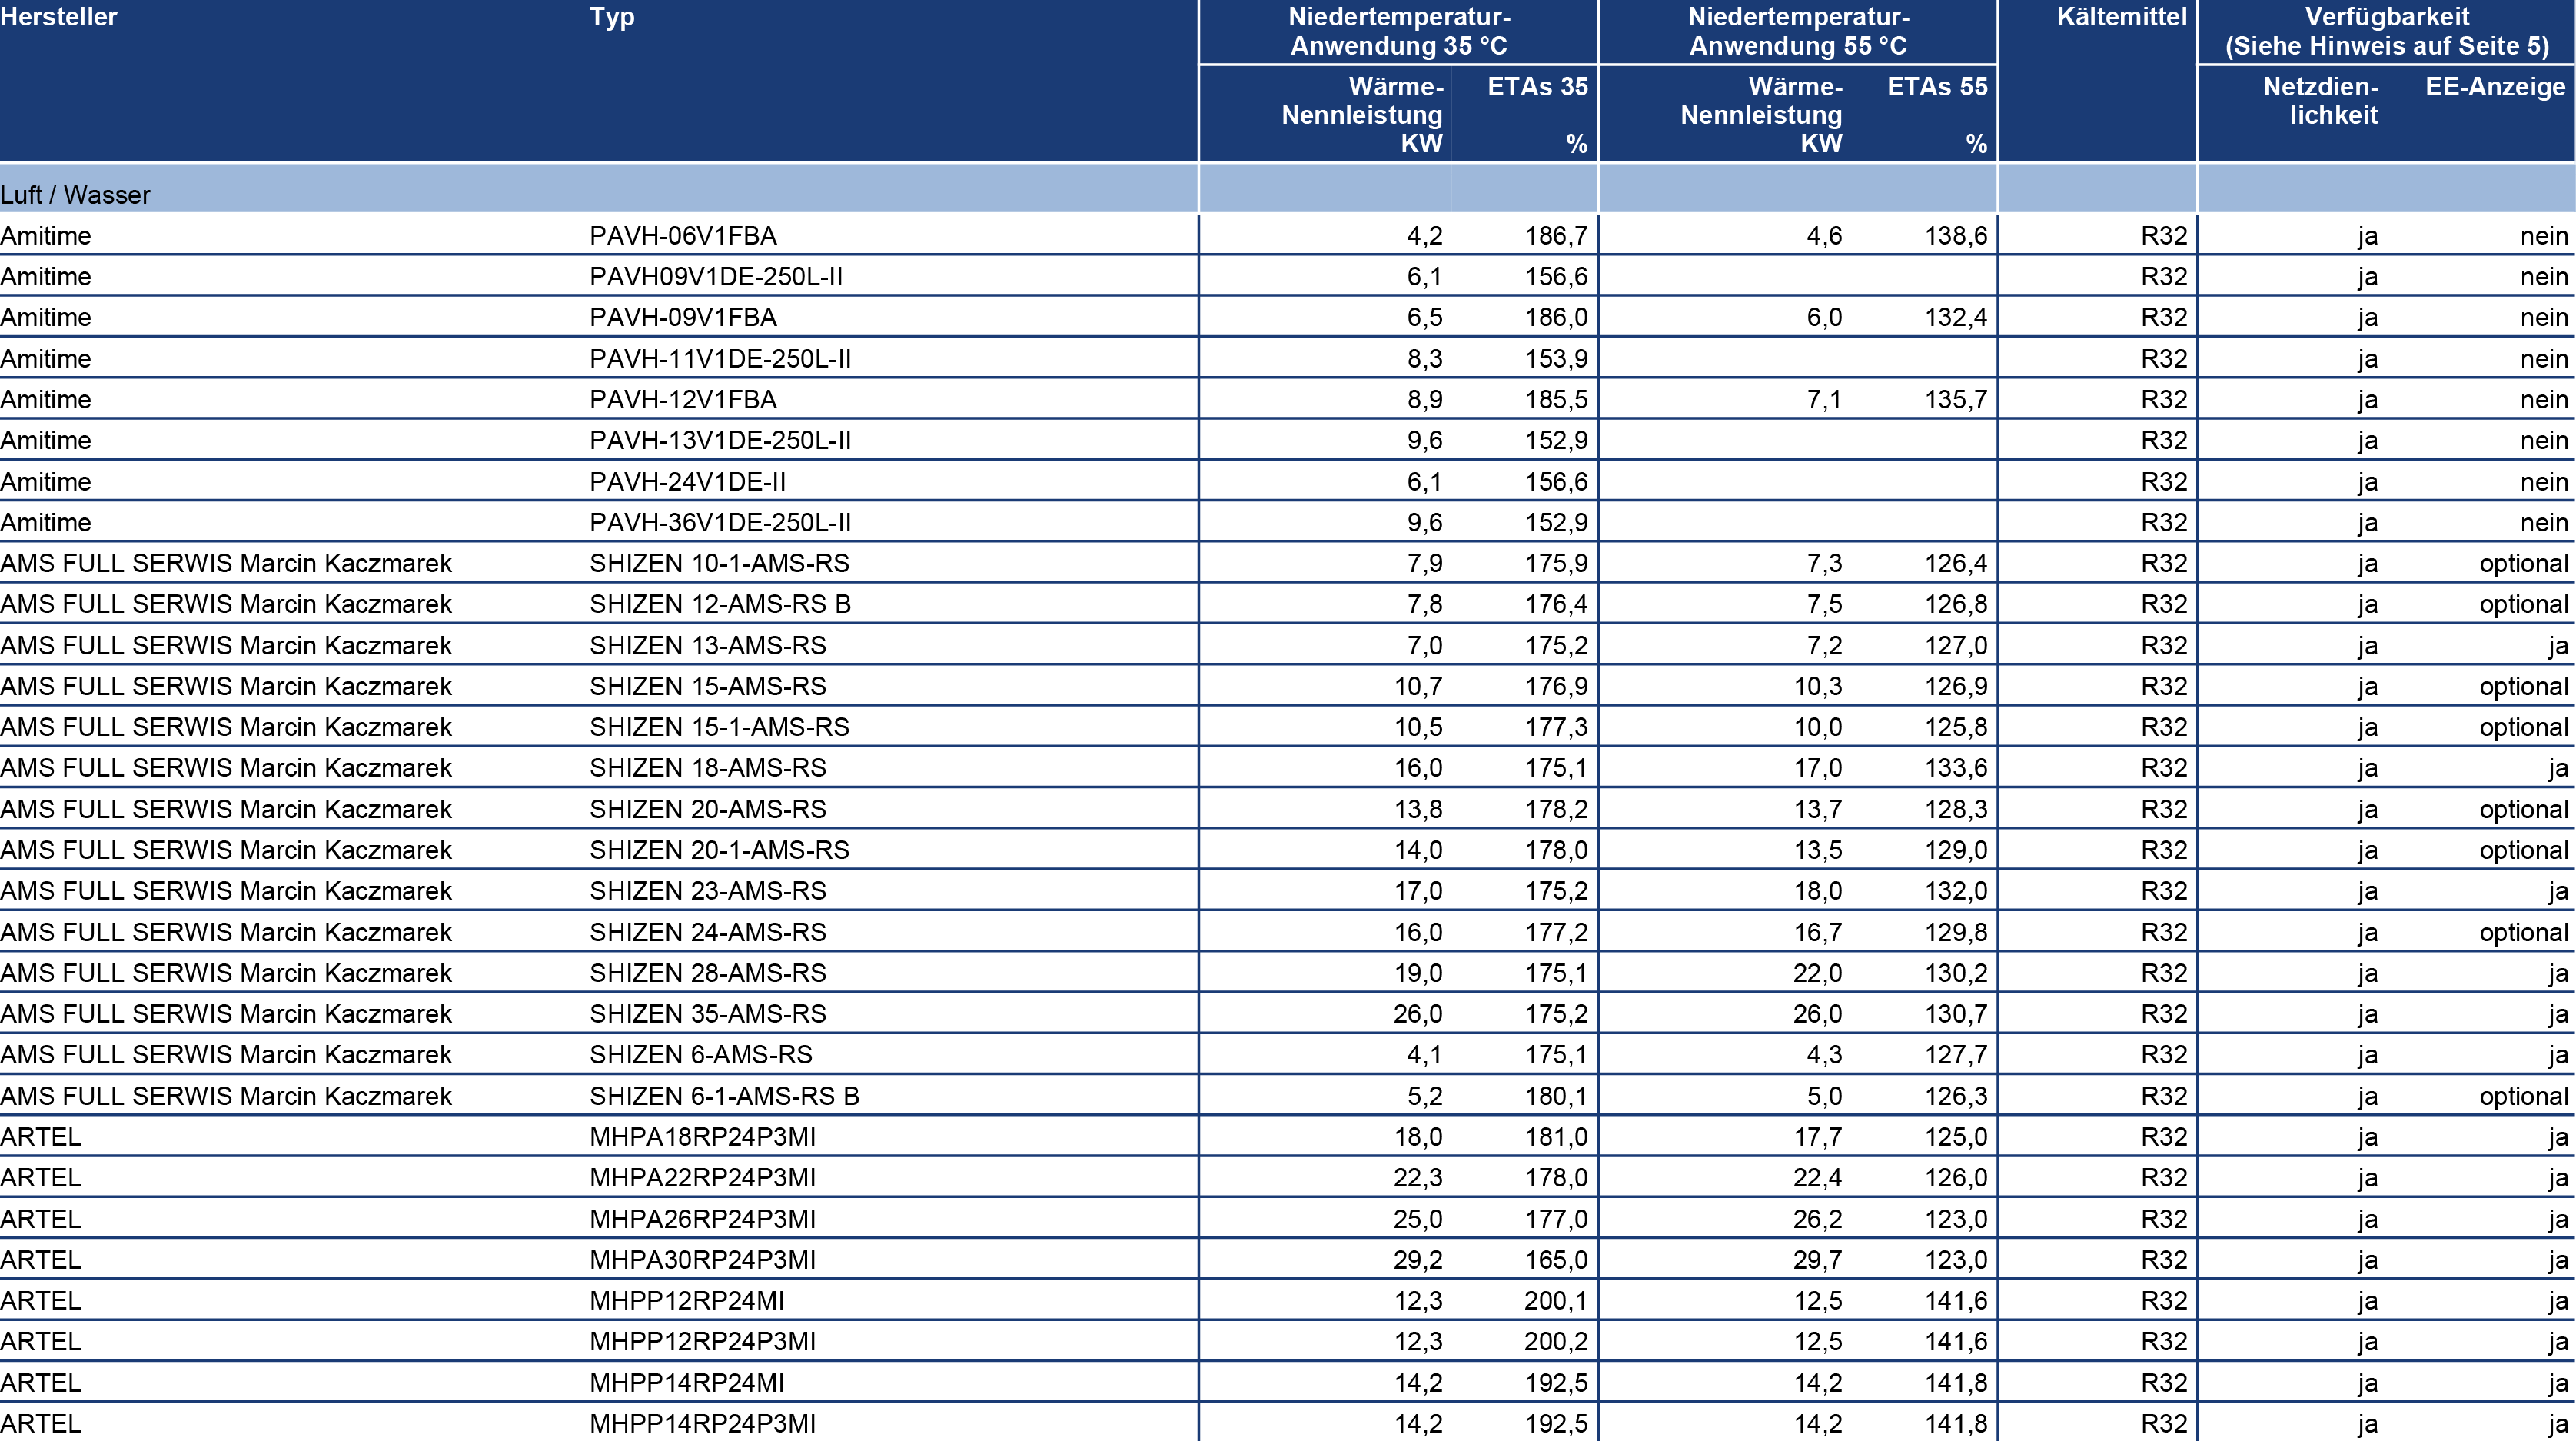 Hersteller Typ Niedertemperatur- Niedertemperatur- Kältemittel Verfügbarkeit
Anwendung 35 °C Anwendung 55 °C (Siehe Hinweis auf Seite 5)
Wärme- ETAs 35 Wärme- ETAs 55 Netzdien- EE-Anzeige
Nennleistung Nennleistung lichkeit
KW % KW %
Luft / Wasser
Amitime PAVH-06V1FBA 4,2 186,7 4,6 138,6 R32 ja nein
Amitime PAVH09V1DE-250L-II 6,1 156,6 R32 ja nein
Amitime PAVH-09V1FBA 6,5 186,0 6,0 132,4 R32 ja nein
Amitime PAVH-11V1DE-250L-II 8,3 153,9 R32 ja nein
Amitime PAVH-12V1FBA 8,9 185,5 7,1 135,7 R32 ja nein
Amitime PAVH-13V1DE-250L-II 9,6 152,9 R32 ja nein
Amitime PAVH-24V1DE-II 6,1 156,6 R32 ja nein
Amitime PAVH-36V1DE-250L-II 9,6 152,9 R32 ja nein
AMS FULL SERWIS Marcin Kaczmarek SHIZEN 10-1-AMS-RS 7,9 175,9 7,3 126,4 R32 ja optional
AMS FULL SERWIS Marcin Kaczmarek SHIZEN 12-AMS-RS B 7,8 176,4 7,5 126,8 R32 ja optional
AMS FULL SERWIS Marcin Kaczmarek SHIZEN 13-AMS-RS 7,0 175,2 7,2 127,0 R32 ja ja
AMS FULL SERWIS Marcin Kaczmarek SHIZEN 15-AMS-RS 10,7 176,9 10,3 126,9 R32 ja optional
AMS FULL SERWIS Marcin Kaczmarek SHIZEN 15-1-AMS-RS 10,5 177,3 10,0 125,8 R32 ja optional
AMS FULL SERWIS Marcin Kaczmarek SHIZEN 18-AMS-RS 16,0 175,1 17,0 133,6 R32 ja ja
AMS FULL SERWIS Marcin Kaczmarek SHIZEN 20-AMS-RS 13,8 178,2 13,7 128,3 R32 ja optional
AMS FULL SERWIS Marcin Kaczmarek SHIZEN 20-1-AMS-RS 14,0 178,0 13,5 129,0 R32 ja optional
AMS FULL SERWIS Marcin Kaczmarek SHIZEN 23-AMS-RS 17,0 175,2 18,0 132,0 R32 ja ja
AMS FULL SERWIS Marcin Kaczmarek SHIZEN 24-AMS-RS 16,0 177,2 16,7 129,8 R32 ja optional
AMS FULL SERWIS Marcin Kaczmarek SHIZEN 28-AMS-RS 19,0 175,1 22,0 130,2 R32 ja ja
AMS FULL SERWIS Marcin Kaczmarek SHIZEN 35-AMS-RS 26,0 175,2 26,0 130,7 R32 ja ja
AMS FULL SERWIS Marcin Kaczmarek SHIZEN 6-AMS-RS 4,1 175,1 4,3 127,7 R32 ja ja
AMS FULL SERWIS Marcin Kaczmarek SHIZEN 6-1-AMS-RS B 5,2 180,1 5,0 126,3 R32 ja optional
ARTEL MHPA18RP24P3MI 18,0 181,0 17,7 125,0 R32 ja ja
ARTEL MHPA22RP24P3MI 22,3 178,0 22,4 126,0 R32 ja ja
ARTEL MHPA26RP24P3MI 25,0 177,0 26,2 123,0 R32 ja ja
ARTEL MHPA30RP24P3MI 29,2 165,0 29,7 123,0 R32 ja ja
ARTEL MHPP12RP24MI 12,3 200,1 12,5 141,6 R32 ja ja
ARTEL MHPP12RP24P3MI 12,3 200,2 12,5 141,6 R32 ja ja
ARTEL MHPP14RP24MI 14,2 192,5 14,2 141,8 R32 ja ja
ARTEL MHPP14RP24P3MI 14,2 192,5 14,2 141,8 R32 ja ja